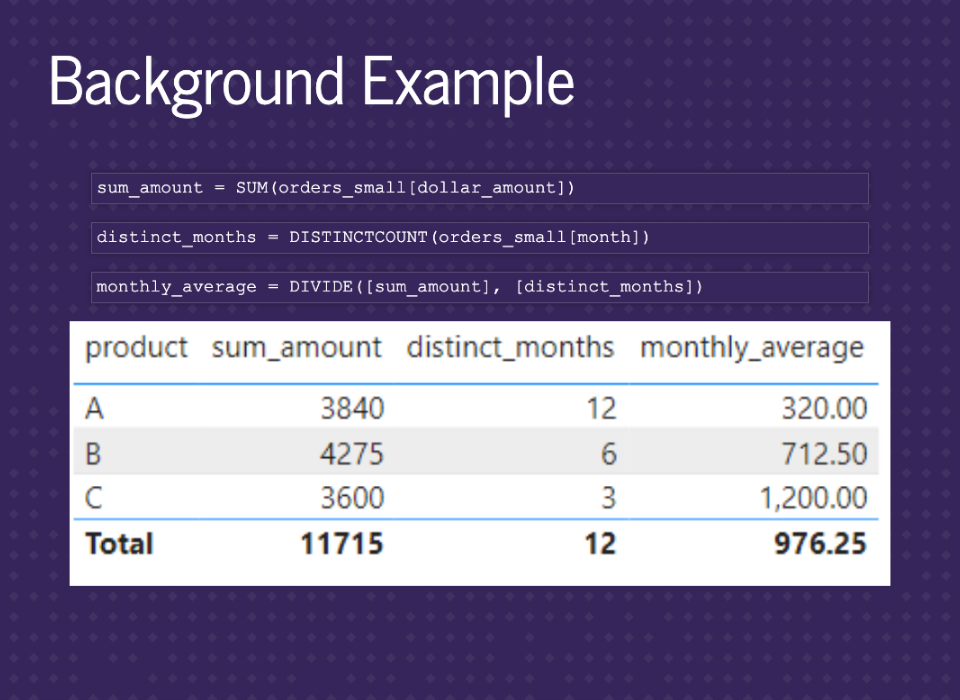 Background Example
sum_amount = SUM(orders_small[dollar_amount])
distinct_months = DISTINCTCOUNT(orders_small[month])
monthly_average = DIVIDE([sum_amount], [distinct_months])
product sum_amount distinct_months monthly_average
A 3840 12 320.00
B 4275 6 712.50
C 3600 3 1,200.00
Total 11715 12 976.25